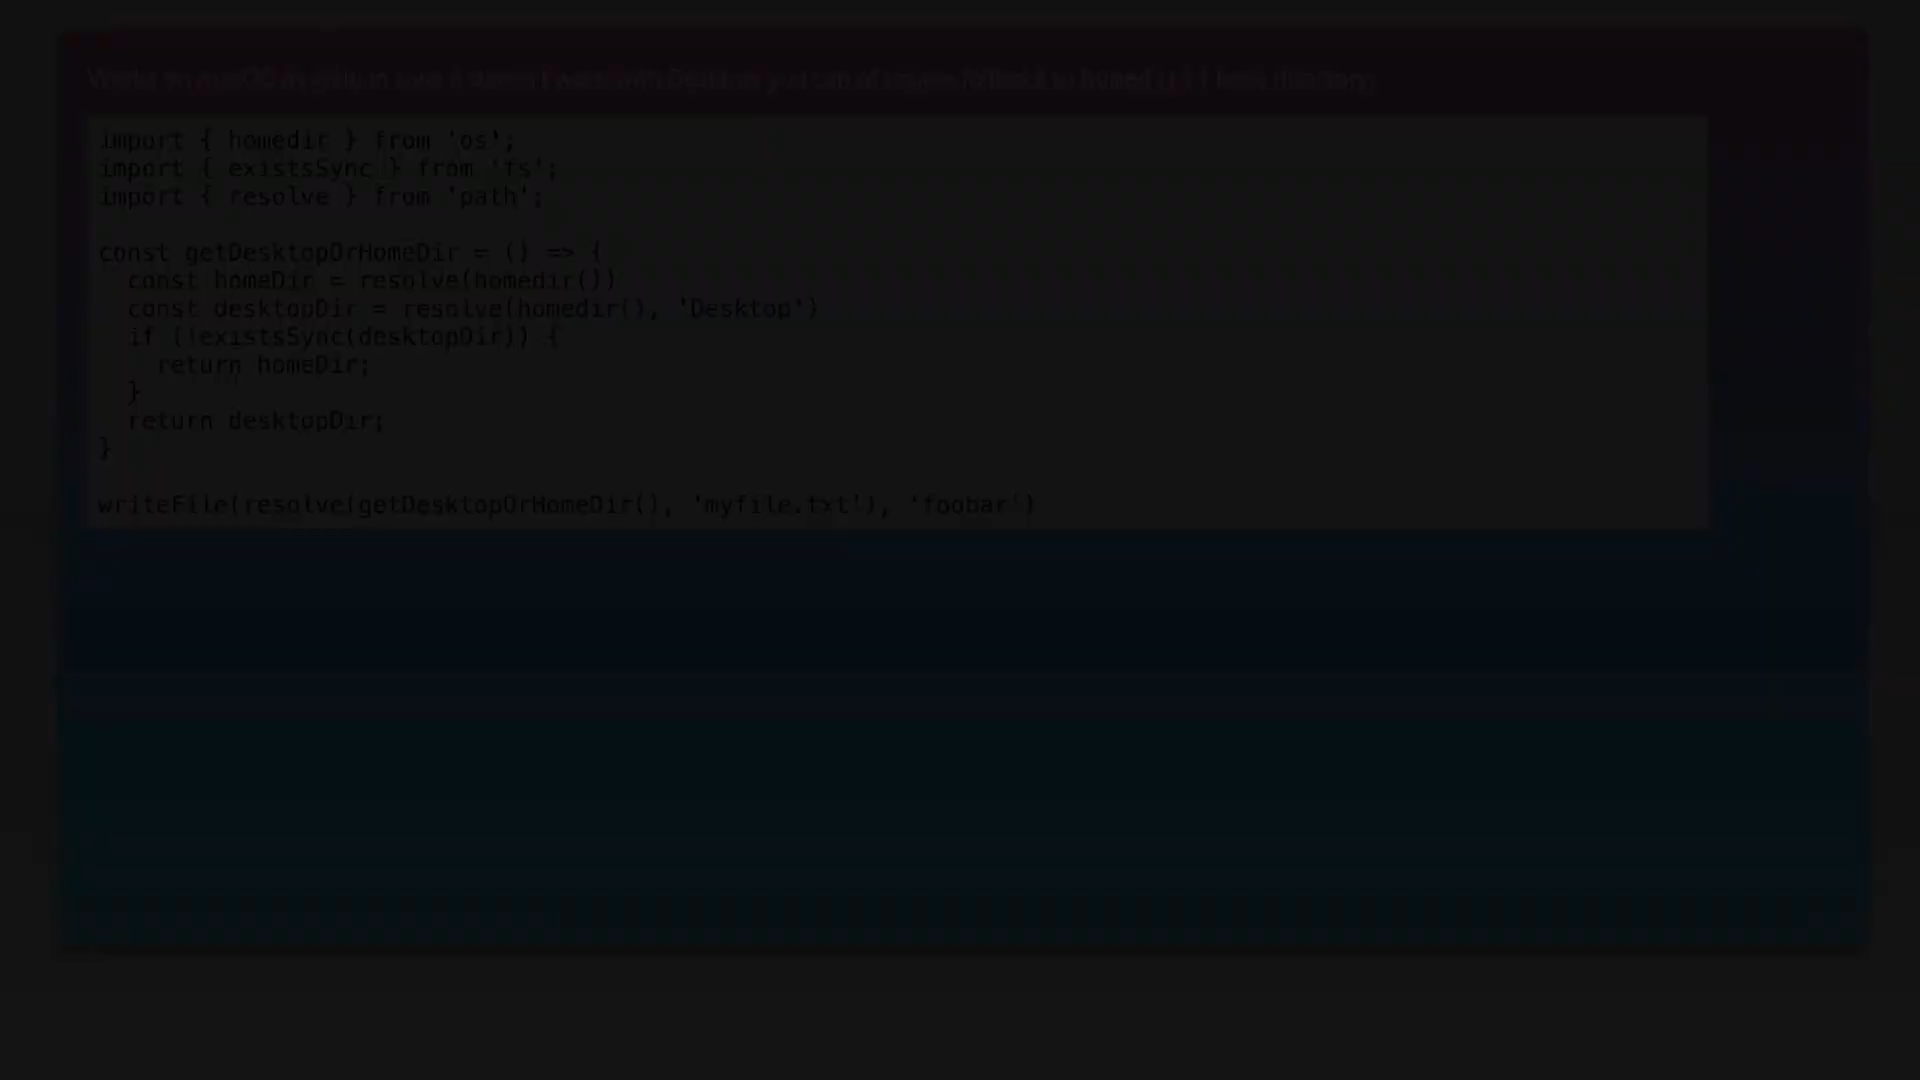 import { homedir } from 'os';
import { existsSync } from 'fs';
import { resolve } from 'path';
const getDesktopOrHomeDir = () => {
const homeDir = resolve(homedir())
const desktopDir = resolve(homedir(), 'Desktop')
if (!existsSync(desktopDir)) {
return homeDir;
}
return desktopDir;
}
writeFile(resolve(getDesktopOrHomeDir(), 'myfile.txt'), 'foobar')